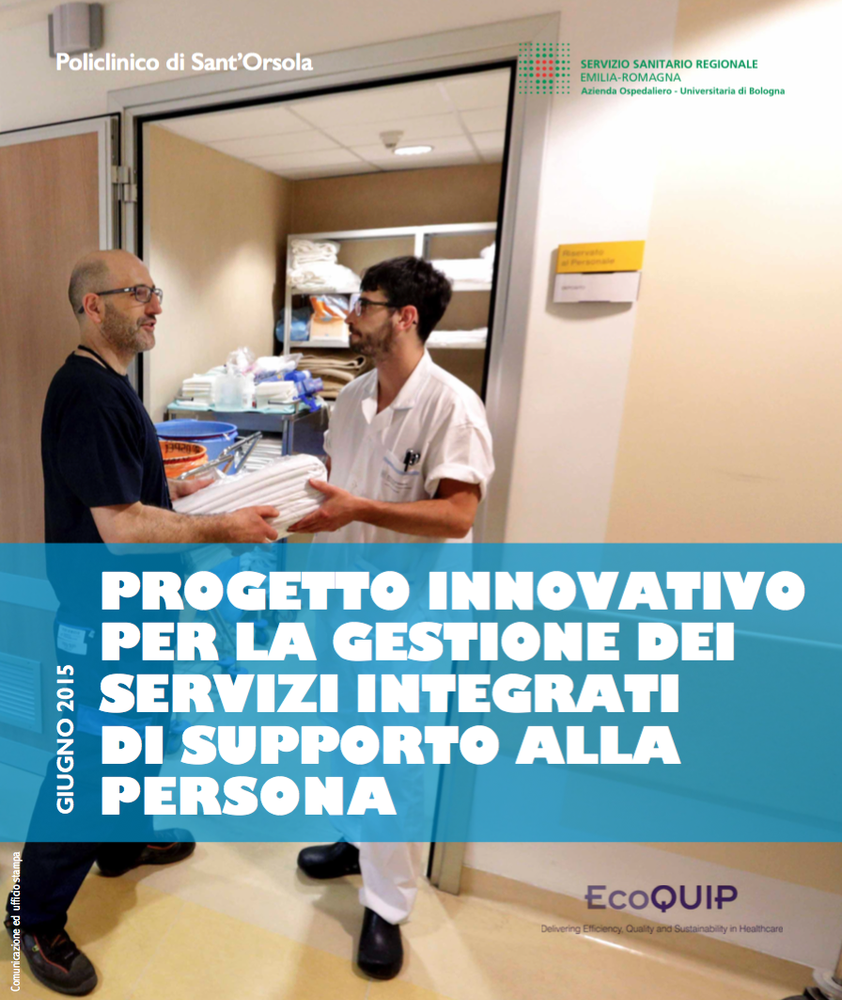 Policlinico di Sant'Orsola
SERVIZIO SANITARIO REGIONALE
EMILIA-ROMAGNA
Azienda Ospedaliero - Universitaria di Bologna
Riservato
al Personale
PROGETTO INNOVATIVO
PER LA GESTIONE DEI
SERVIZI INTEGRATI
DI SUPPORTO ALLA
PERSONA
GIUGNO 2015
Comunicazione ed ufficio stampa
EcoQUIP
Delivering Efficiency, Quality and Sustainability in Healthcare